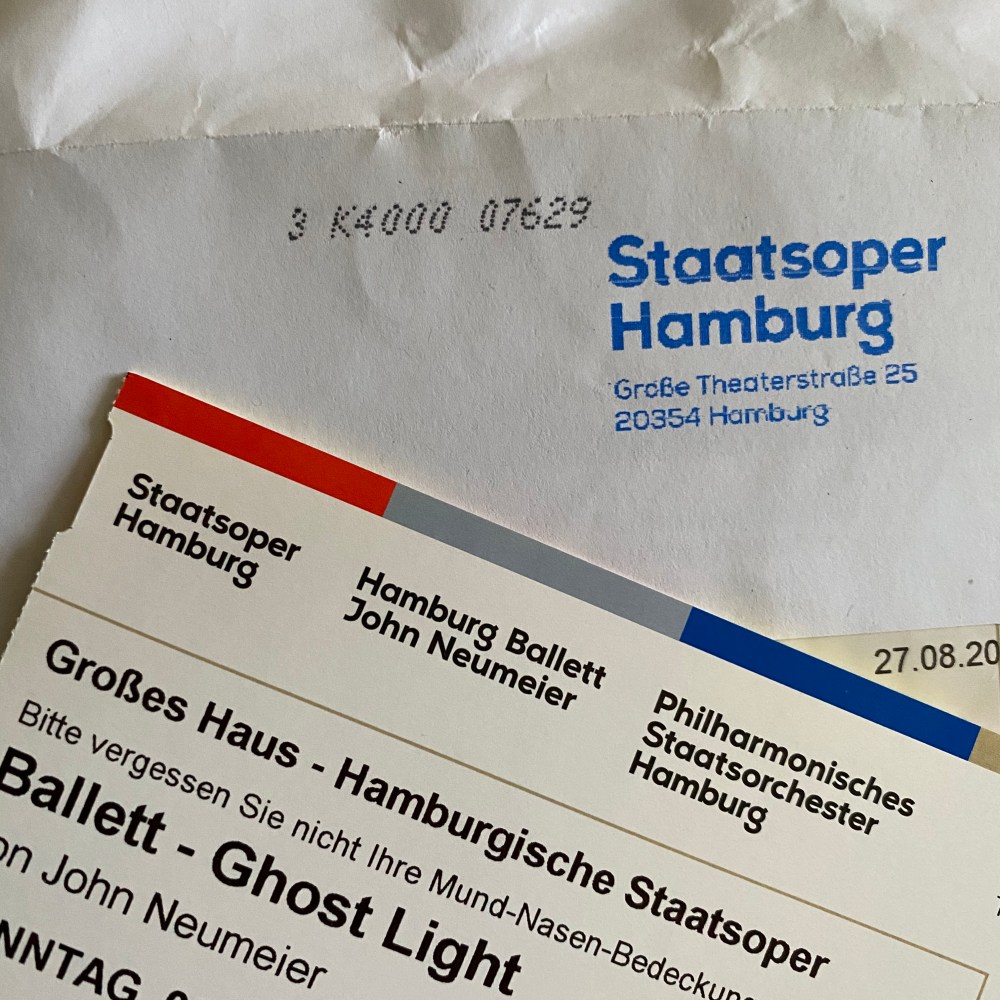 3 K4000 07629
Staatsoper
Hamburg
Große Theaterstraße 25
20354 Hamburg
27.08.20
Staatsoper
Hamburg
Hamburg Ballett
John Neumeier
Philharmonisches
Staatsorchester
Hamburg
Großes Haus - Hamburgische Staatsoper
Bitte vergessen Sie nicht Ihre Mund-Nasen-Bedeckung
Ballett - Ghost Light
on John Neumeier
NNTAG